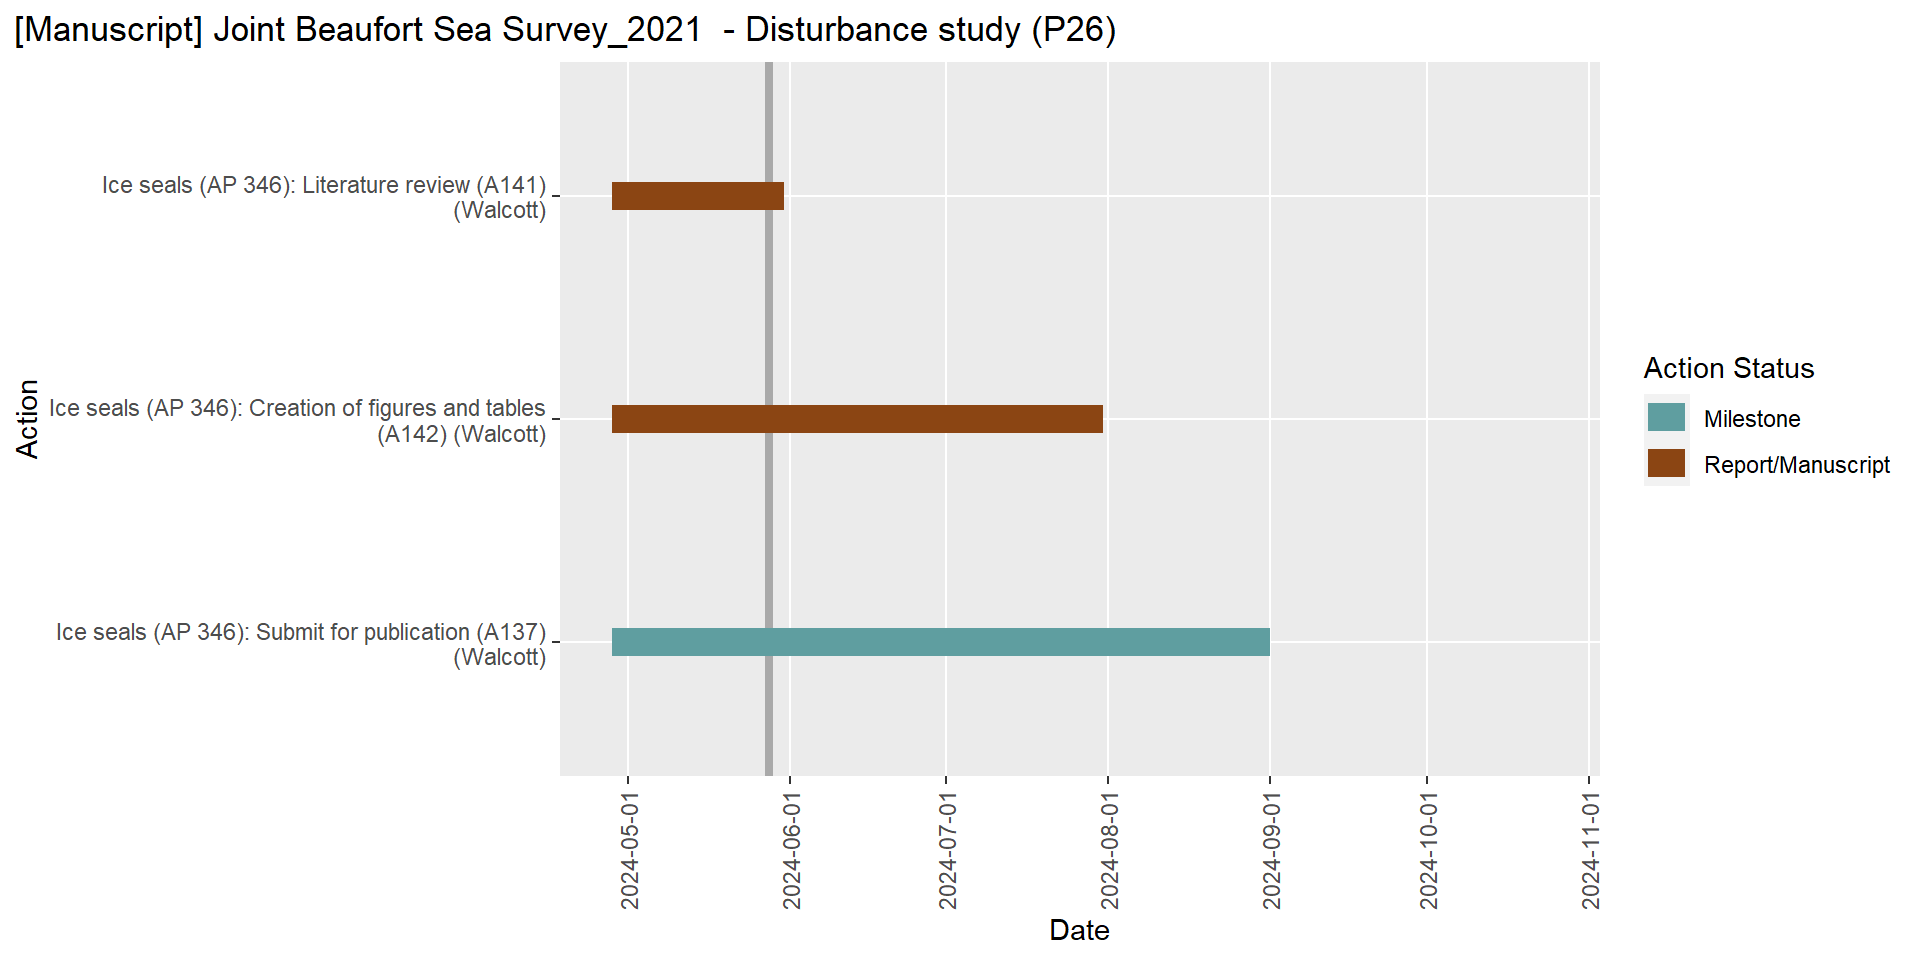 [Manuscript] Joint Beaufort Sea Survey_2021  - Disturbance study (P26)
Action
Ice seals (AP 346): Literature review (A141)
(Walcott)
Ice seals (AP 346): Creation of figures and tables
(A142) (Walcott)
Ice seals (AP 346): Submit for publication (A137)
(Walcott)
2024-05-01
2024-06-01
2024-07-01
2024-08-01
2024-09-01
2024-10-01
2024-11-01
Date
Action Status
Milestone
Report/Manuscript